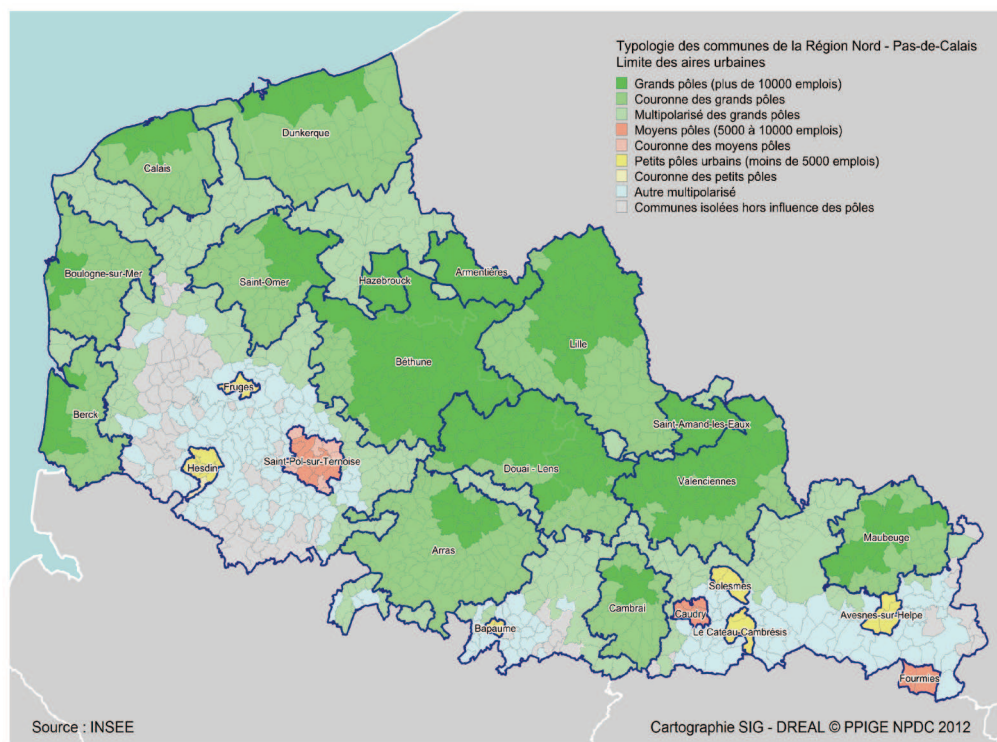 Typologie des communes de la Région Nord - Pas-de-Calais
Limite des aires urbaines
Grands pôles (plus de 10000 emplois)
Couronne des grands pôles
Multipolarisé des grands pôles
Moyens pôles (5000 à 10000 emplois)
Couronne des moyens pôles
Petits pôles urbains (moins de 5000 emplois)
Couronne des petits pôles
Autre multipolarisé
Communes isolées hors influence des pôles
Dunkerque
Calais
Boulogne-sur-Mer
Saint-Omer
Hazebrouck
Armentières
Lille
Béthune
Fruges
Berck
Saint-Amand-les-Eaux
Hesdin
Saint-Pol-sur-Ternoise
Douai - Lens
Valenciennes
Maubeuge
Arras
Solesmes
Cambrai
Caudry
Avesnes-sur-Helpe
Bapaume
Le Cateau-Cambrésis
Fourmies
Source : INSEE
Cartographie SIG - DREAL © PPIGE NPDC 2012